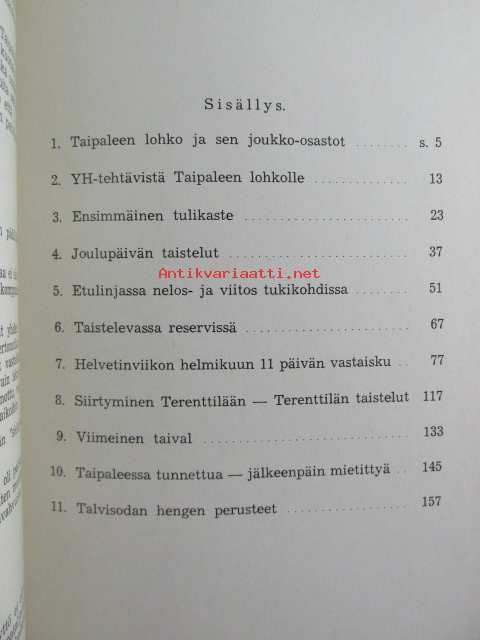 Sisällys.
1. Taipaleen lohko ja sen joukko-osastot ........ s. 5
2. YH-tehtävistä Taipaleen lohkolle ............... 13
3. Ensimmäinen tulikaste ............... 23
4. Joulupäivän taistelut ............... 37
Antikvariaatti.net
5. Etulinjassa nelos- ja viitos tukikohdissa ........ 51
6. Taistelevassa reservissä ............... 67
7. Helvetinviikon helmikuun 11 päivän vastaisku .. 77
8. Siirtyminen Terenttilään — Terenttilän taistelut 117
9. Viimeinen taival ............... 133
10. Taipaleessa tunnettua — jälkeenpäin mietittyä .. 145
11. Talvisodan hengen perusteet ............... 157